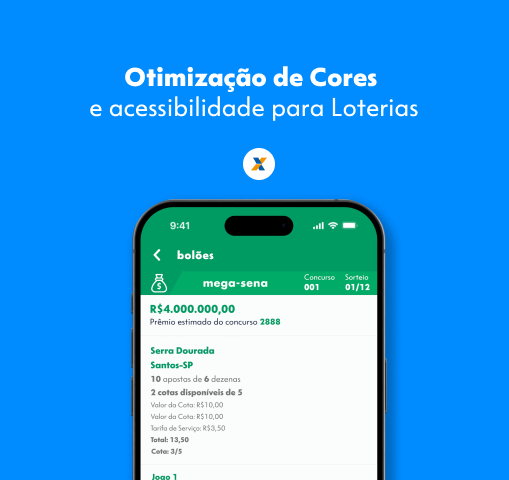 Otimização de Cores
e acessibilidade para Loterias
9:41
bolões
mega-sena
Concurso
001
Sorteio
01/12
R$4.000.000,00
Prêmio estimado do concurso 2888
Serra Dourada
Santos-SP
10 apostas de 6 dezenas
2 cotas disponíveis de 5
Valor da Cota: R$10,00
Valor da Cota: R$10,00
Tarifa de Serviço: R$3,50
Total: 13,50
Cota: 3/5
Jogo 1